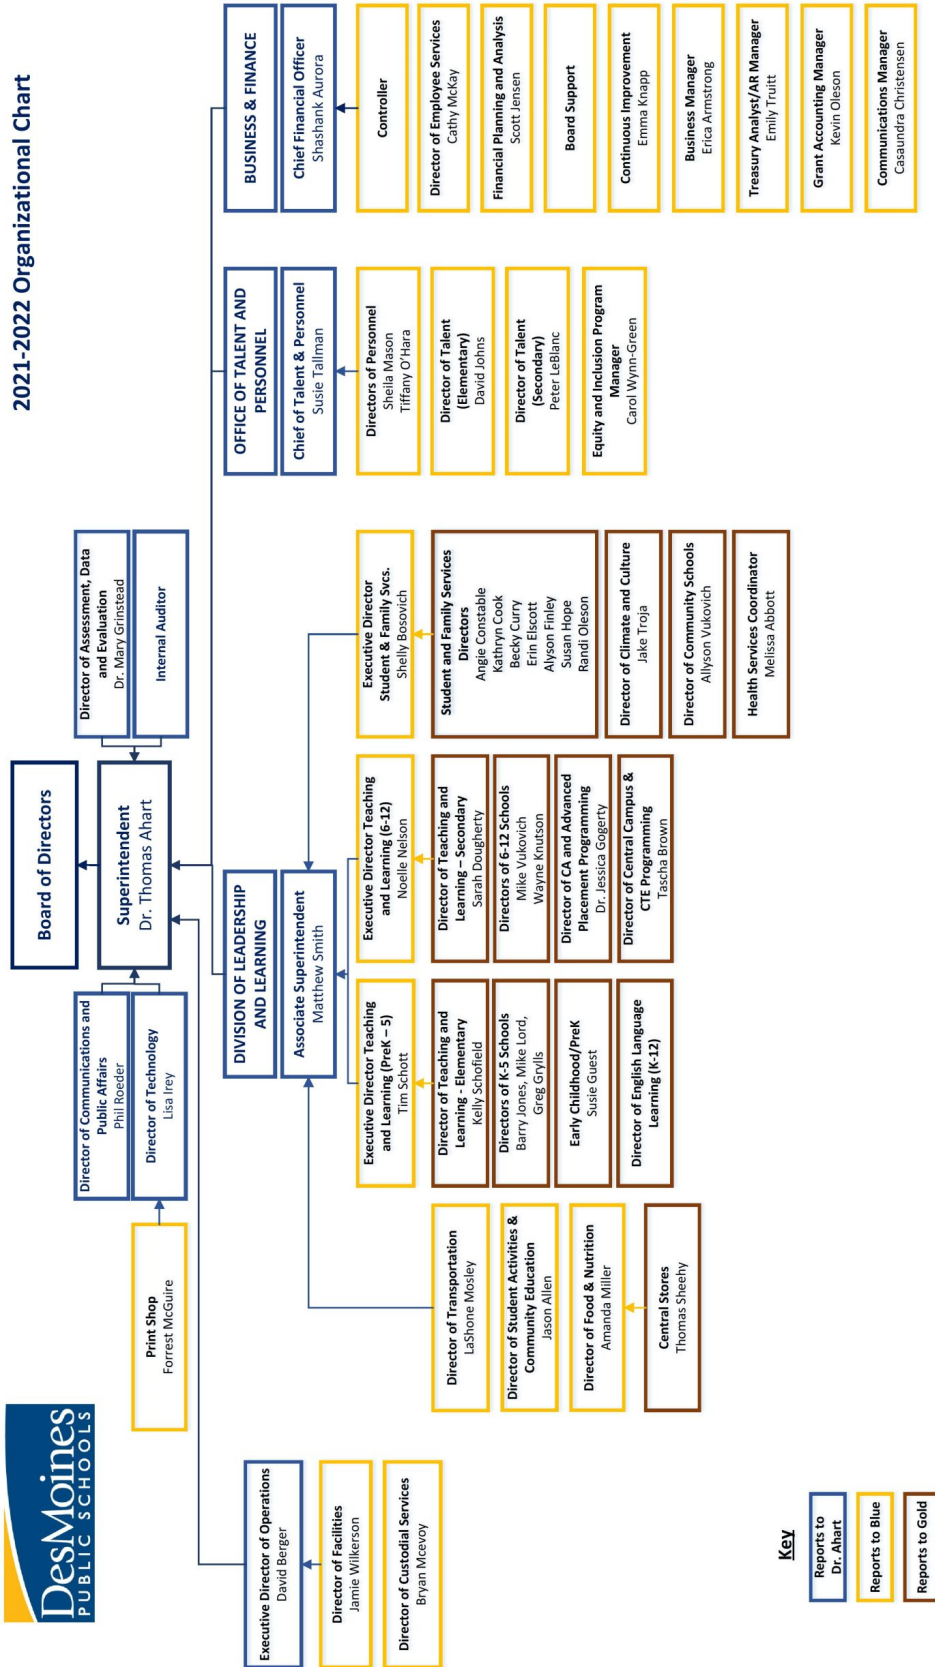 DesMoines
PUBLIC SCHOOLS
2021-2022 Organizational Chart
Board of Directors
Superintendent
Dr. Thomas Ahart
Director of Communications and
Public Affairs
Phil Roeder
Director of Technology
Lisa Irey
Print Shop
Forrest McGuire
Director of Assessment, Data
and Evaluation
Dr. Mary Grinstead
Internal Auditor
Executive Director of Operations
David Berger
Director of Facilities
Jamie Wilkerson
Director of Custodial Services
Bryan Mcevoy
DIVISION OF LEADERSHIP
AND LEARNING
Associate Superintendent
Matthew Smith
Director of Transportation
LaShone Mosley
Director of Student Activities &
Community Education
Jason Allen
Director of Food & Nutrition
Amanda Miller
Central Stores
Thomas Sheehy
Executive Director Teaching
and Learning (PreK – 5)
Tim Schott
Director of Teaching and
Learning - Elementary
Kelly Schofield
Directors of K-5 Schools
Barry Jones, Mike Lord,
Greg Grylls
Early Childhood/PreK
Susie Guest
Director of English Language
Learning (K-12)
Executive Director Teaching
and Learning (6-12)
Noelle Nelson
Director of Teaching and
Learning – Secondary
Sarah Dougherty
Directors of 6-12 Schools
Mike Vukovich
Wayne Knutson
Director of CA and Advanced
Placement Programming
Dr. Jessica Gogerty
Director of Central Campus &
CTE Programming
Tascha Brown
Executive Director
Student & Family Svcs.
Shelly Bosovich
Student and Family Services
Directors
Angie Constable
Kathryn Cook
Becky Curry
Erin Elscott
Alyson Finley
Susan Hope
Randi Oleson
Director of Climate and Culture
Jake Troja
Director of Community Schools
Allyson Vukovich
Health Services Coordinator
Melissa Abbott
OFFICE OF TALENT AND
PERSONNEL
Chief of Talent & Personnel
Susie Tallman
Directors of Personnel
Sheila Mason
Tiffany O'Hara
Director of Talent
(Elementary)
David Johns
Director of Talent
(Secondary)
Peter LeBlanc
Equity and Inclusion Program
Manager
Carol Wynn-Green
BUSINESS & FINANCE
Chief Financial Officer
Shashank Aurora
Controller
Director of Employee Services
Cathy McKay
Financial Planning and Analysis
Scott Jensen
Board Support
Continuous Improvement
Emma Knapp
Business Manager
Erica Armstrong
Treasury Analyst/AR Manager
Emily Truitt
Grant Accounting Manager
Kevin Oleson
Communications Manager
Casaundra Christensen
Key
Reports to
Dr. Ahart
Reports to Blue
Reports to Gold